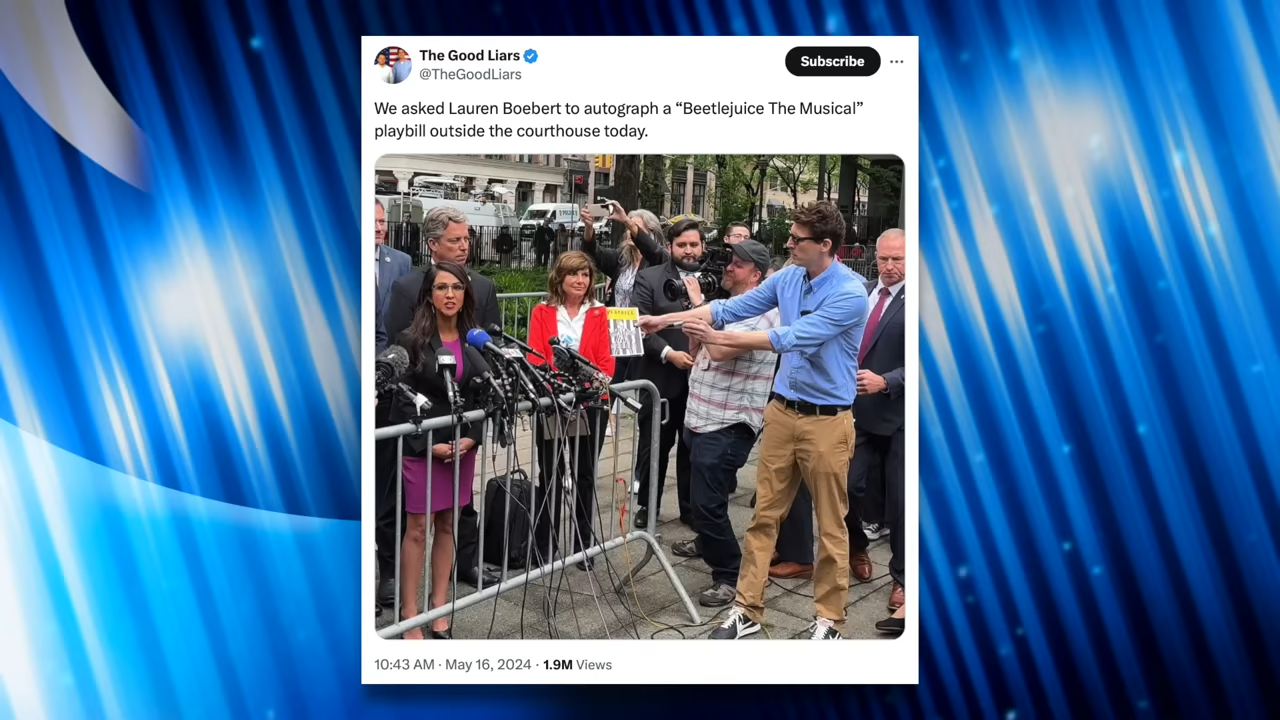 The Good Liars
Subscribe
@TheGoodLiars
We asked Lauren Boebert to autograph a “Beetlejuice The Musical”
playbill outside the courthouse today.
PLAYBILL
10:43 AM · May 16, 2024 · 1.9M Views